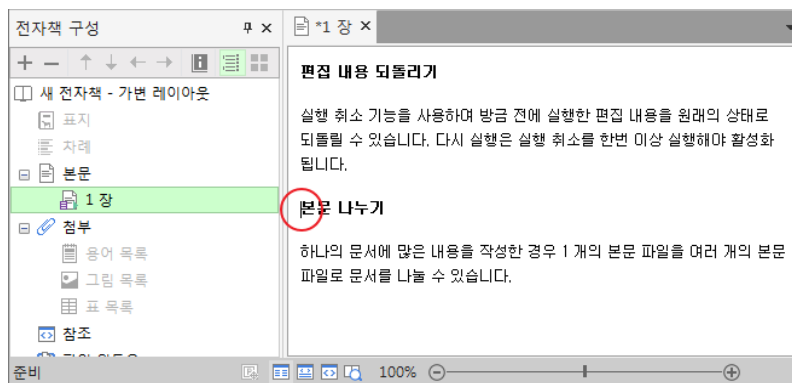 전자책 구성
*1 장
새 전자책 - 가변 레이아웃
표지
차례
본문
1 장
첨부
용어 목록
그림 목록
표 목록
참조
편집 내용 되돌리기
실행 취소 기능을 사용하여 방금 전에 실행한 편집 내용을 원래의 상태로
되돌릴 수 있습니다. 다시 실행은 실행 취소를 한번 이상 실행해야 활성화
됩니다.
본문 나누기
하나의 문서에 많은 내용을 작성한 경우 1 개의 본문 파일을 여러 개의 본문
파일로 문서를 나눌 수 있습니다.
준비
100%